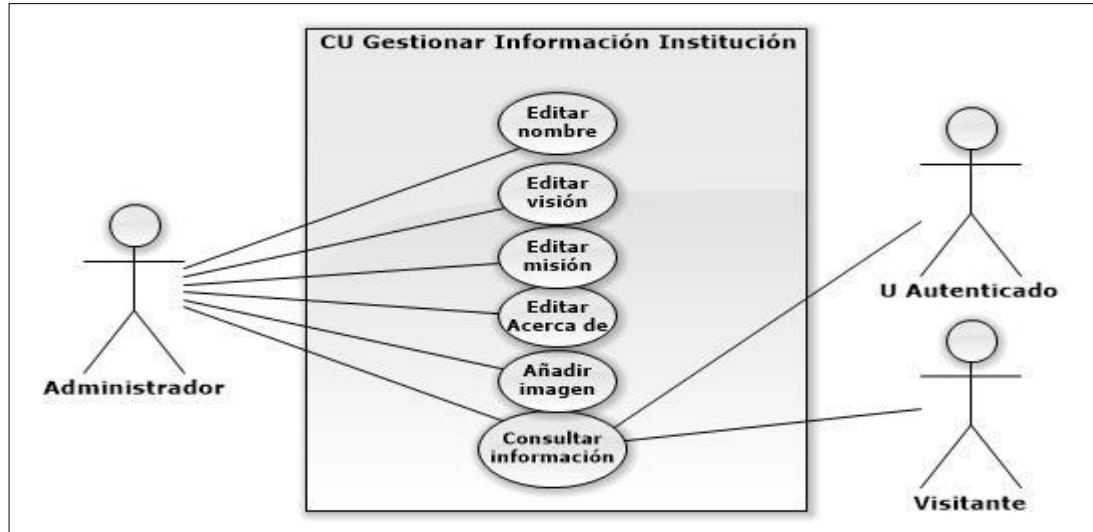 CU Gestionar Información Institución
Editar
nombre
Editar
visión
Editar
misión
Editar
Acerca de
Añadir
imagen
Consultar
información
Administrador
U Autenticado
Visitante